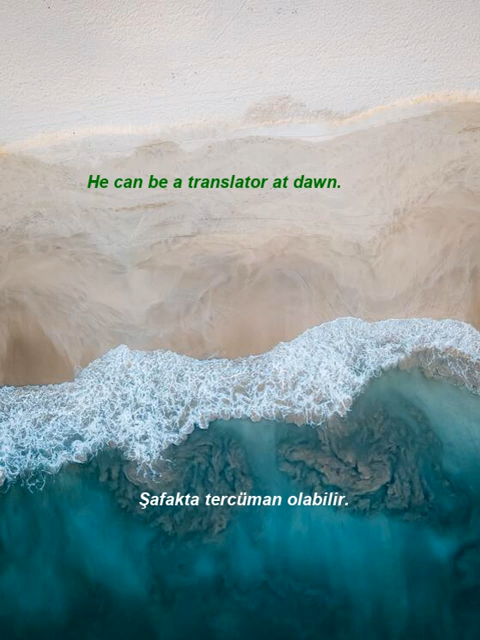 He can be a translator at dawn.
Şafakta tercüman olabilir.